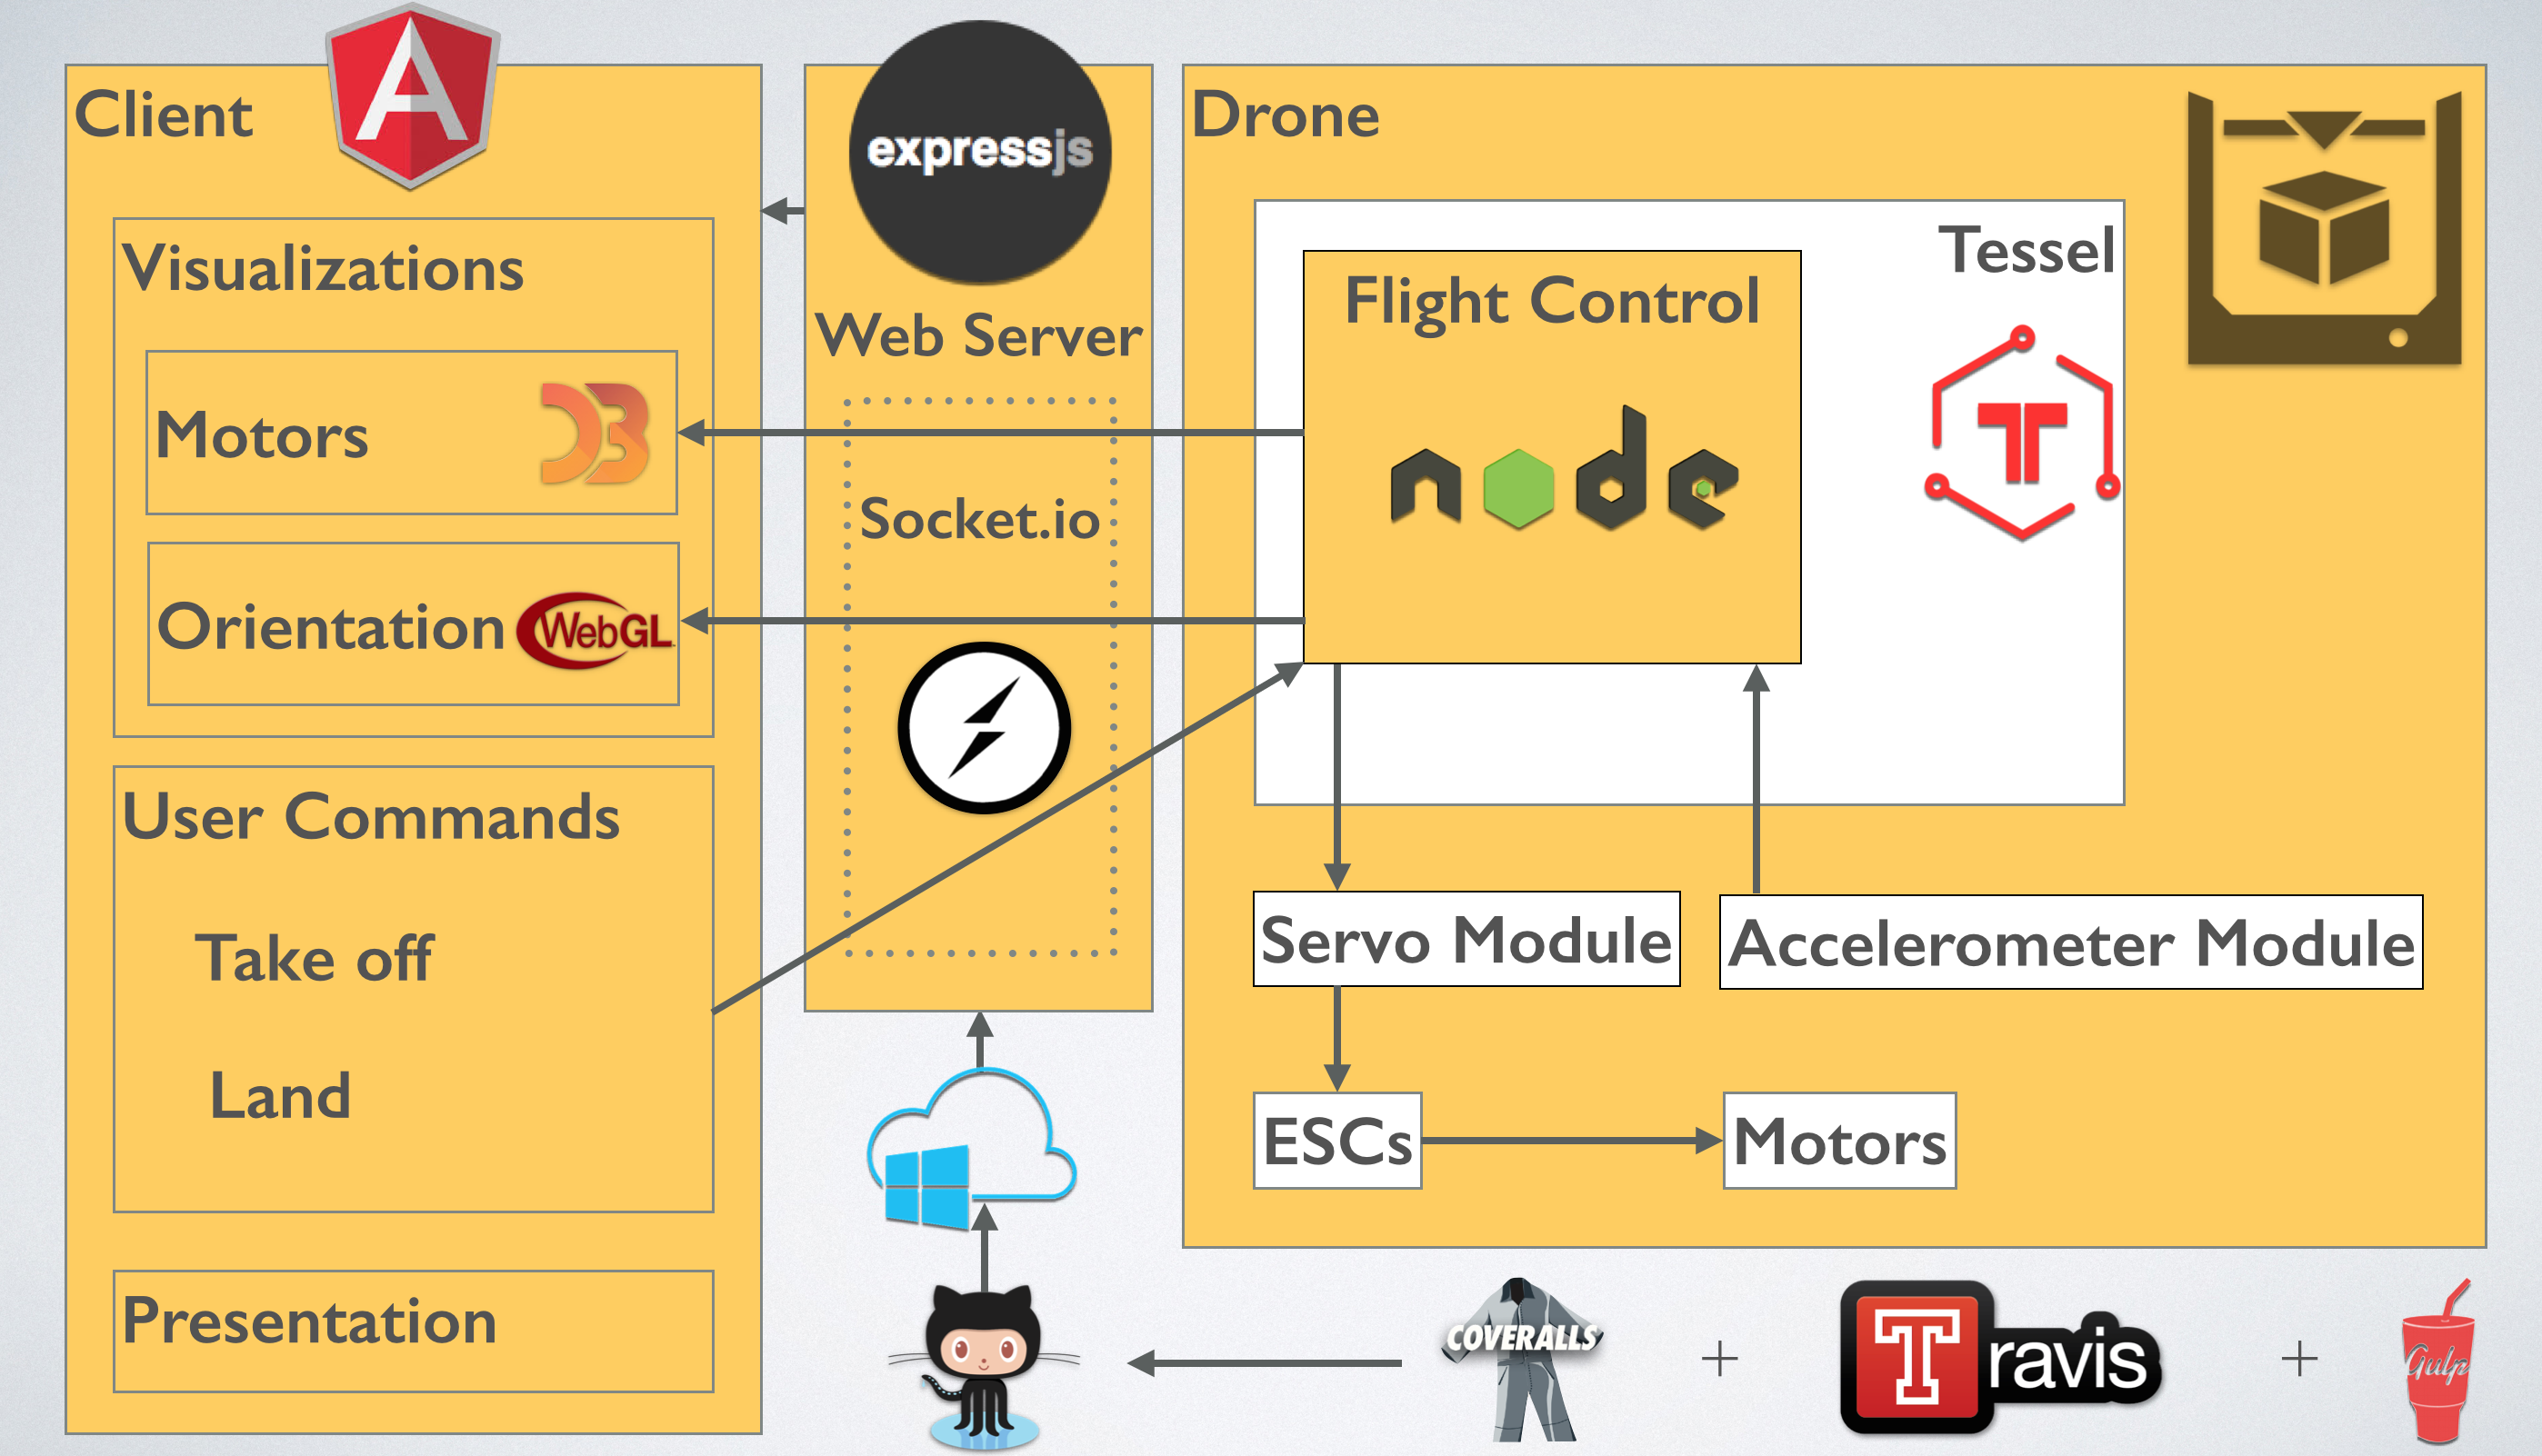 Client
Visualizations
Motors
D3
Orientation
WebGL
User Commands
Take off
Land
Presentation
expressjs
Web Server
Socket.io
Drone
Tessel
T
Flight Control
node
Servo Module
Accelerometer Module
ESCs
Motors
COVERALLS
+
Travis
+
Gulp